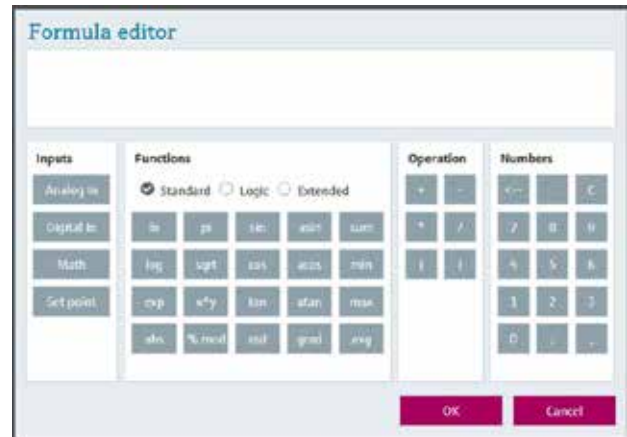 Formula editor
Inputs
Functions
Operation
Numbers
Standard
Logic
Extended
Analog in
Digital in
Math
Set point
ln pi sin asin sum
log sqrt cos acos min
exp x^y tan atan max
abs % mod rad grad avg
+ -
* /
( )
<-- C
7 8 9
4 5 6
1 2 3
0
OK
Cancel